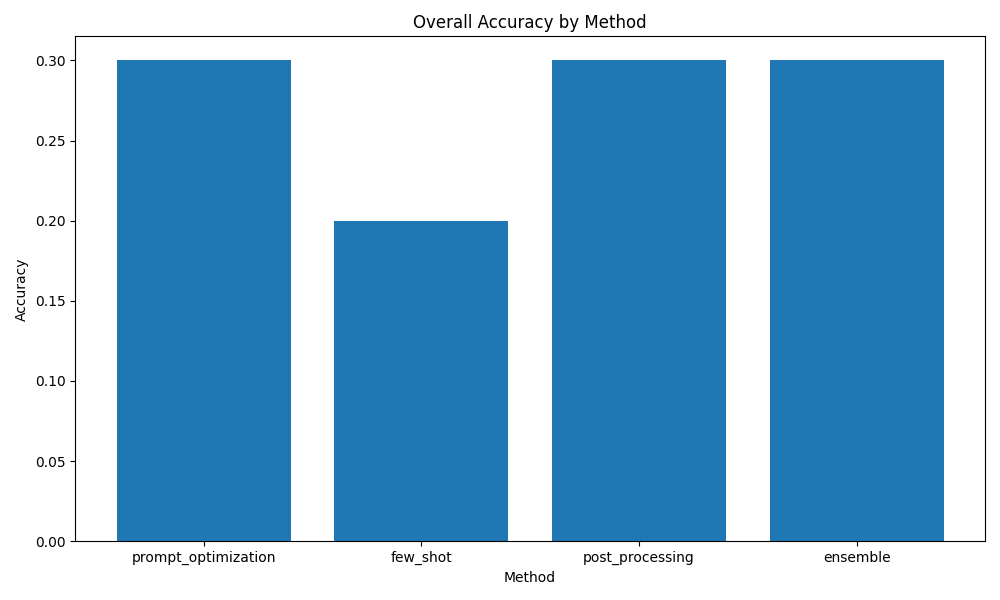 Overall Accuracy by Method
Accuracy
0.30
0.25
0.20
0.15
0.10
0.05
0.00
prompt_optimization
few_shot
post_processing
ensemble
Method